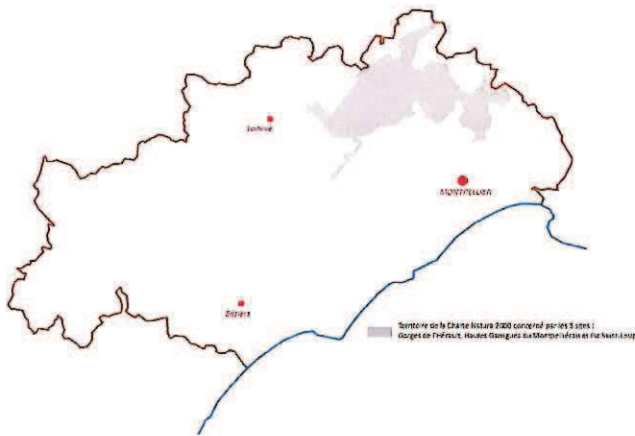 Lodève
MONTPELLIER
Béziers
Territoire de la Charte Natura 2000 concerné par les 3 sites :
Gorges de l'Hérault, Hautes Garrigues du Montpelliérais et Pic Saint-Loup